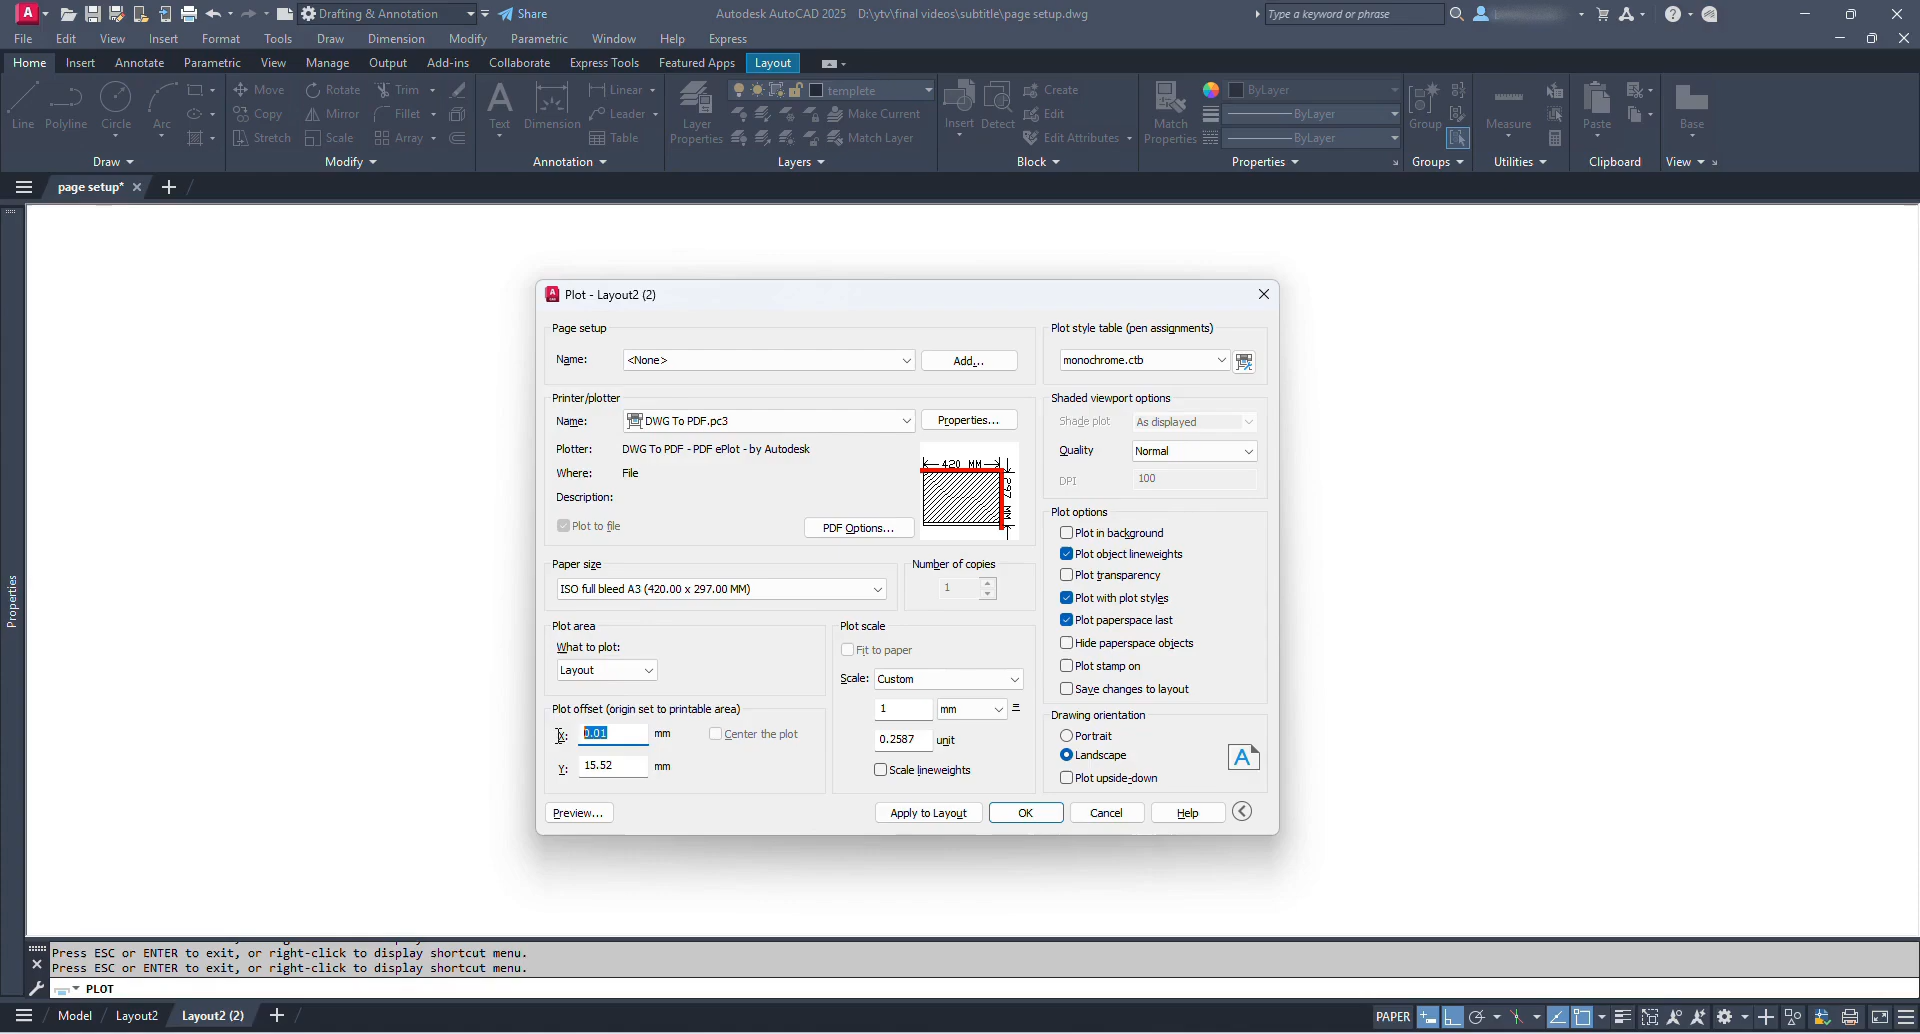 Drafting & Annotation
Share
Autodesk AutoCAD 2025 D:\ytv\final videos\subtitle\page setup.dwg
Type a keyword or phrase
File Edit View Insert Format Tools Draw Dimension Modify Parametric Window Help Express
Home Insert Annotate Parametric View Manage Output Add-ins Collaborate Express Tools Featured Apps Layout
Line Polyline Circle Arc
Draw
Move Rotate Trim
Copy Mirror Fillet
Stretch Scale Array
Modify
Text Dimension
Linear
Leader
Table
Annotation
Layer Properties
templete
Make Current
Match Layer
Layers
Insert Detect
Create
Edit
Edit Attributes
Block
Match Properties
ByLayer
ByLayer
ByLayer
Properties
Group
Groups
Measure
Utilities
Paste
Clipboard
Base
View
page setup*
Properties
Plot - Layout2 (2)
Page setup
Name: <None> Add...
Printer/plotter
Name: DWG To PDF.pc3 Properties...
Plotter: DWG To PDF - PDF ePlot - by Autodesk
Where: File
Description:
Plot to file
PDF Options...
420 MM
297 MM
Paper size
ISO full bleed A3 (420.00 x 297.00 MM)
Number of copies
1
Plot area
What to plot:
Layout
Plot offset (origin set to printable area)
X: 0.01 mm Center the plot
Y: 15.52 mm
Plot scale
Fit to paper
Scale: Custom
1 mm =
0.2587 unit
Scale lineweights
Plot style table (pen assignments)
monochrome.ctb
Shaded viewport options
Shade plot As displayed
Quality Normal
DPI 100
Plot options
Plot in background
Plot object lineweights
Plot transparency
Plot with plot styles
Plot paperspace last
Hide paperspace objects
Plot stamp on
Save changes to layout
Drawing orientation
Portrait
Landscape
Plot upside-down
A
Preview... Apply to Layout OK Cancel Help
Press ESC or ENTER to exit, or right-click to display shortcut menu.
Press ESC or ENTER to exit, or right-click to display shortcut menu.
PLOT
Model Layout2 Layout2 (2)
PAPER